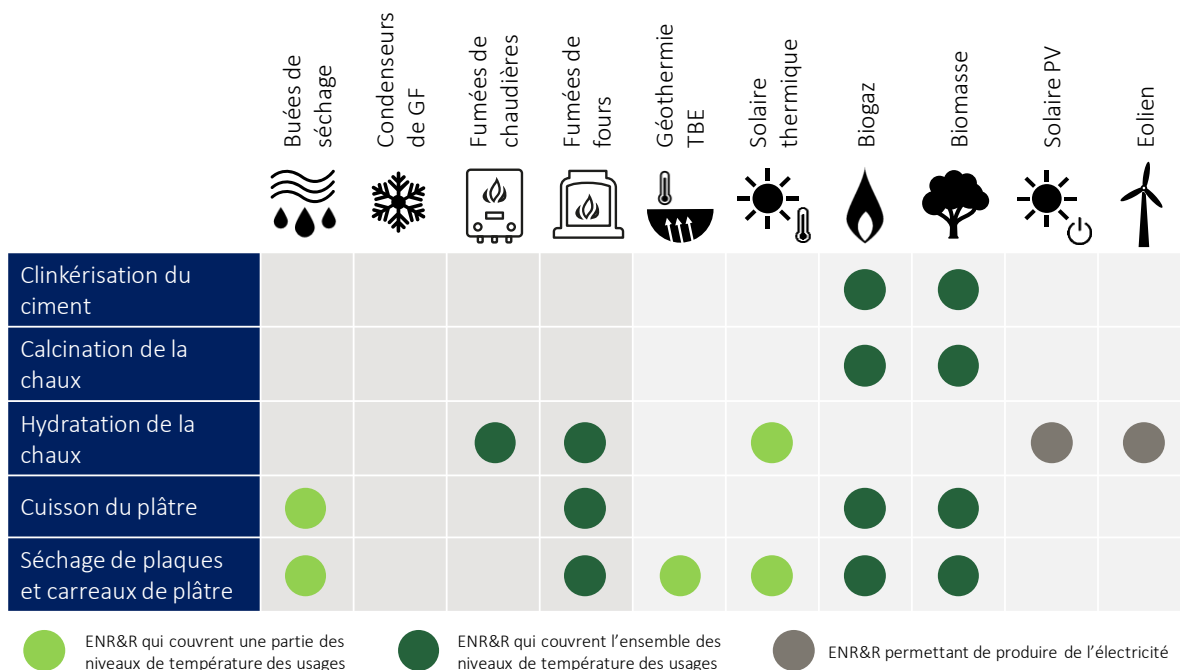 Buées de
séchage
Condenseurs
de GF
Fumées de
chaudières
Fumées de
fours
Géothermie
TBE
Solaire
thermique
Biogaz
Biomasse
Solaire PV
Eolien
Clinkérisation du
ciment
Calcination de la
chaux
Hydratation de la
chaux
Cuisson du plâtre
Séchage de plaques
et carreaux de plâtre
ENR&R qui couvrent une partie des
niveaux de température des usages
ENR&R qui couvrent l'ensemble des
niveaux de température des usages
ENR&R permettant de produire de l'électricité